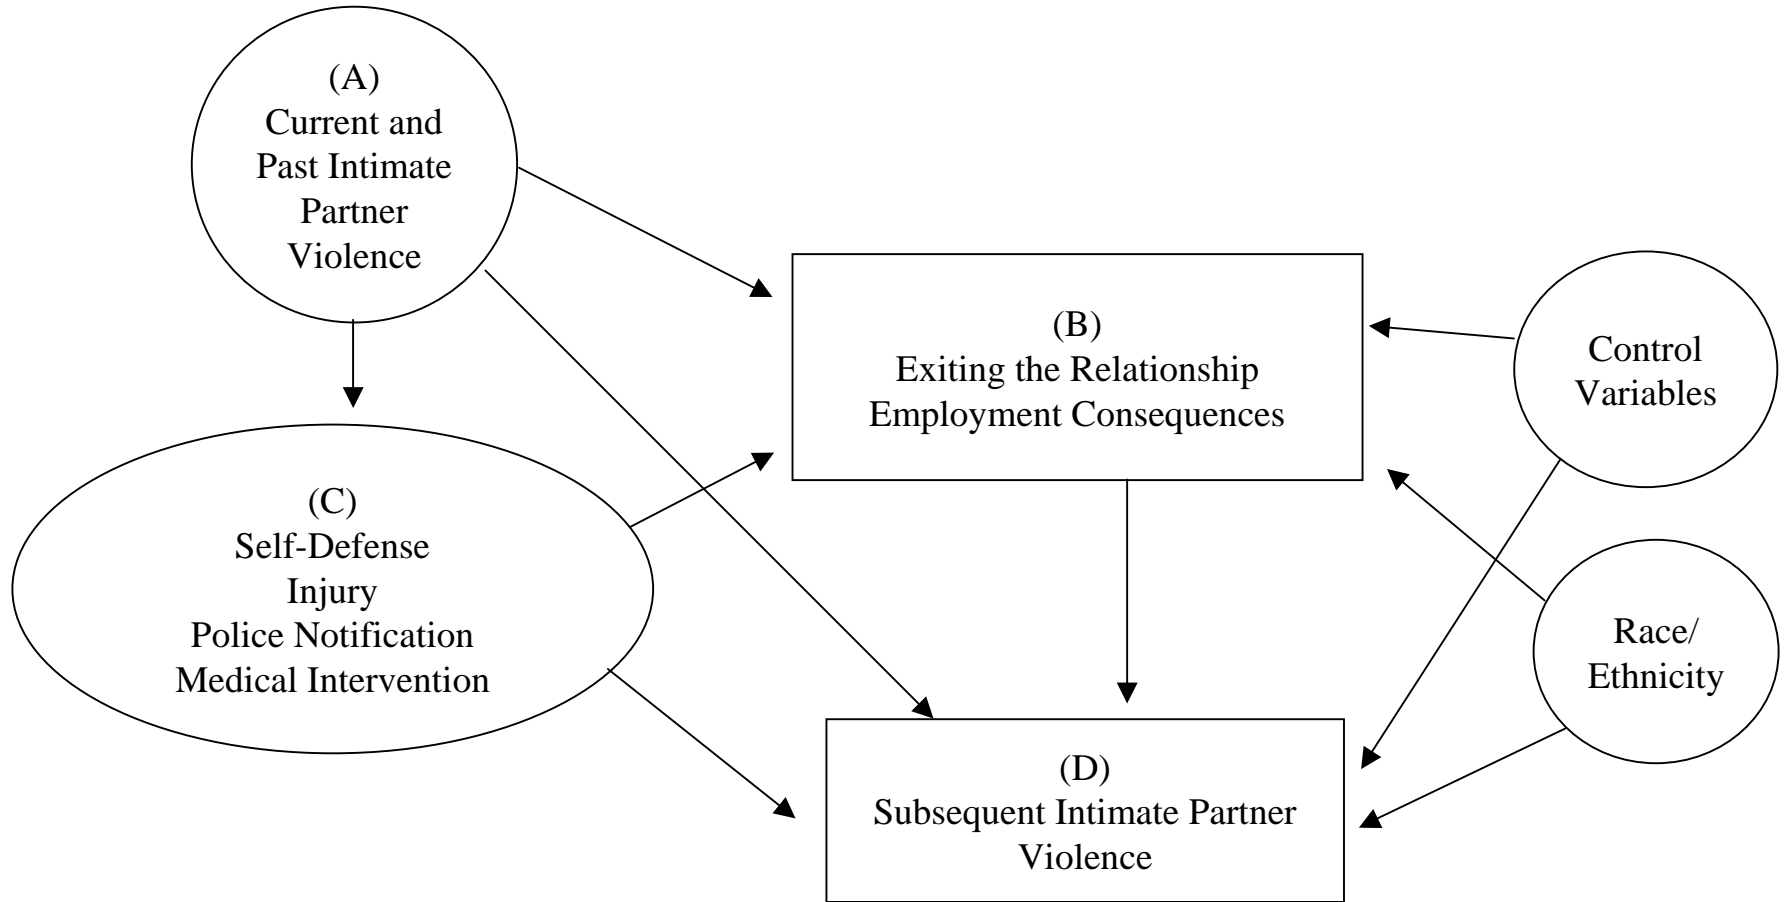 (A)
Current and
Past Intimate
Partner
Violence
(B)
Exiting the Relationship
Employment Consequences
Control
Variables
(C)
Self-Defense
Injury
Police Notification
Medical Intervention
Race/
Ethnicity
(D)
Subsequent Intimate Partner
Violence